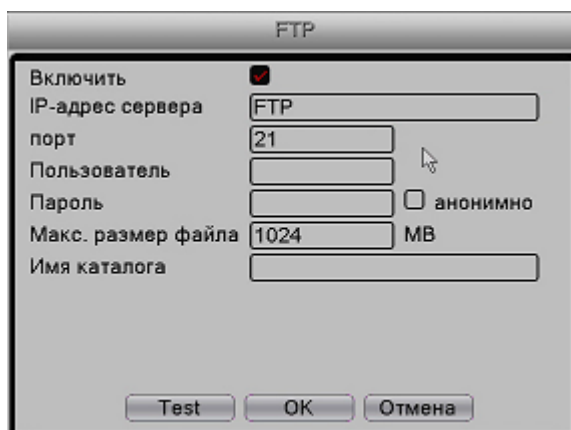 FTP
Включить
IP-адрес сервера FTP
порт 21
Пользователь
Пароль анонимно
Макс. размер файла 1024 MB
Имя каталога
Test OK Отмена